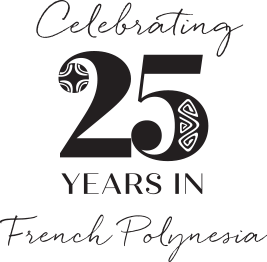 Celebrating
25
YEARS IN
French Polynesia